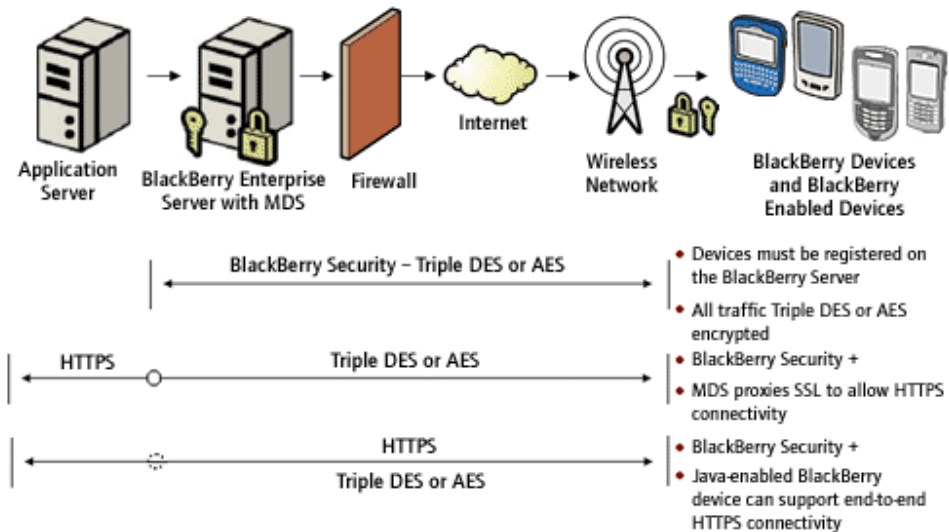 Application
Server
BlackBerry Enterprise
Server with MDS
Firewall
Internet
Wireless
Network
BlackBerry Devices
and BlackBerry
Enabled Devices
BlackBerry Security – Triple DES or AES
• Devices must be registered on
the BlackBerry Server
• All traffic Triple DES or AES
encrypted
HTTPS
Triple DES or AES
• BlackBerry Security +
• MDS proxies SSL to allow HTTPS
connectivity
HTTPS
Triple DES or AES
• BlackBerry Security +
• Java-enabled BlackBerry
device can support end-to-end
HTTPS connectivity